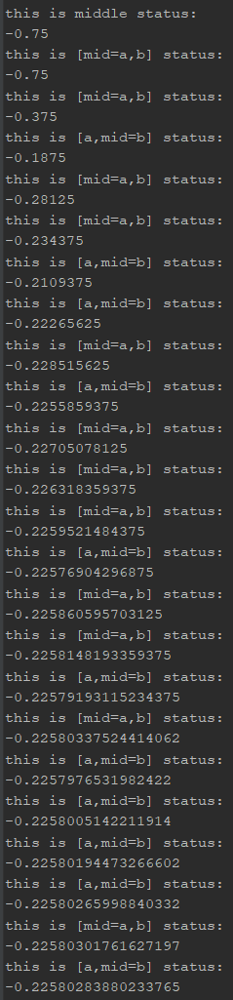 this is middle status:
-0.75
this is [mid=a,b] status:
-0.75
this is [mid=a,b] status:
-0.375
this is [a,mid=b] status:
-0.1875
this is [mid=a,b] status:
-0.28125
this is [mid=a,b] status:
-0.234375
this is [a,mid=b] status:
-0.2109375
this is [a,mid=b] status:
-0.22265625
this is [mid=a,b] status:
-0.228515625
this is [a,mid=b] status:
-0.2255859375
this is [mid=a,b] status:
-0.22705078125
this is [mid=a,b] status:
-0.226318359375
this is [mid=a,b] status:
-0.2259521484375
this is [a,mid=b] status:
-0.22576904296875
this is [mid=a,b] status:
-0.225860595703125
this is [mid=a,b] status:
-0.2258148193359375
this is [a,mid=b] status:
-0.22579193115234375
this is [mid=a,b] status:
-0.22580337524414062
this is [a,mid=b] status:
-0.2257976531982422
this is [a,mid=b] status:
-0.2258005142211914
this is [a,mid=b] status:
-0.22580194473266602
this is [a,mid=b] status:
-0.22580265998840332
this is [mid=a,b] status:
-0.22580301761627197
this is [a,mid=b] status:
-0.22580283880233765